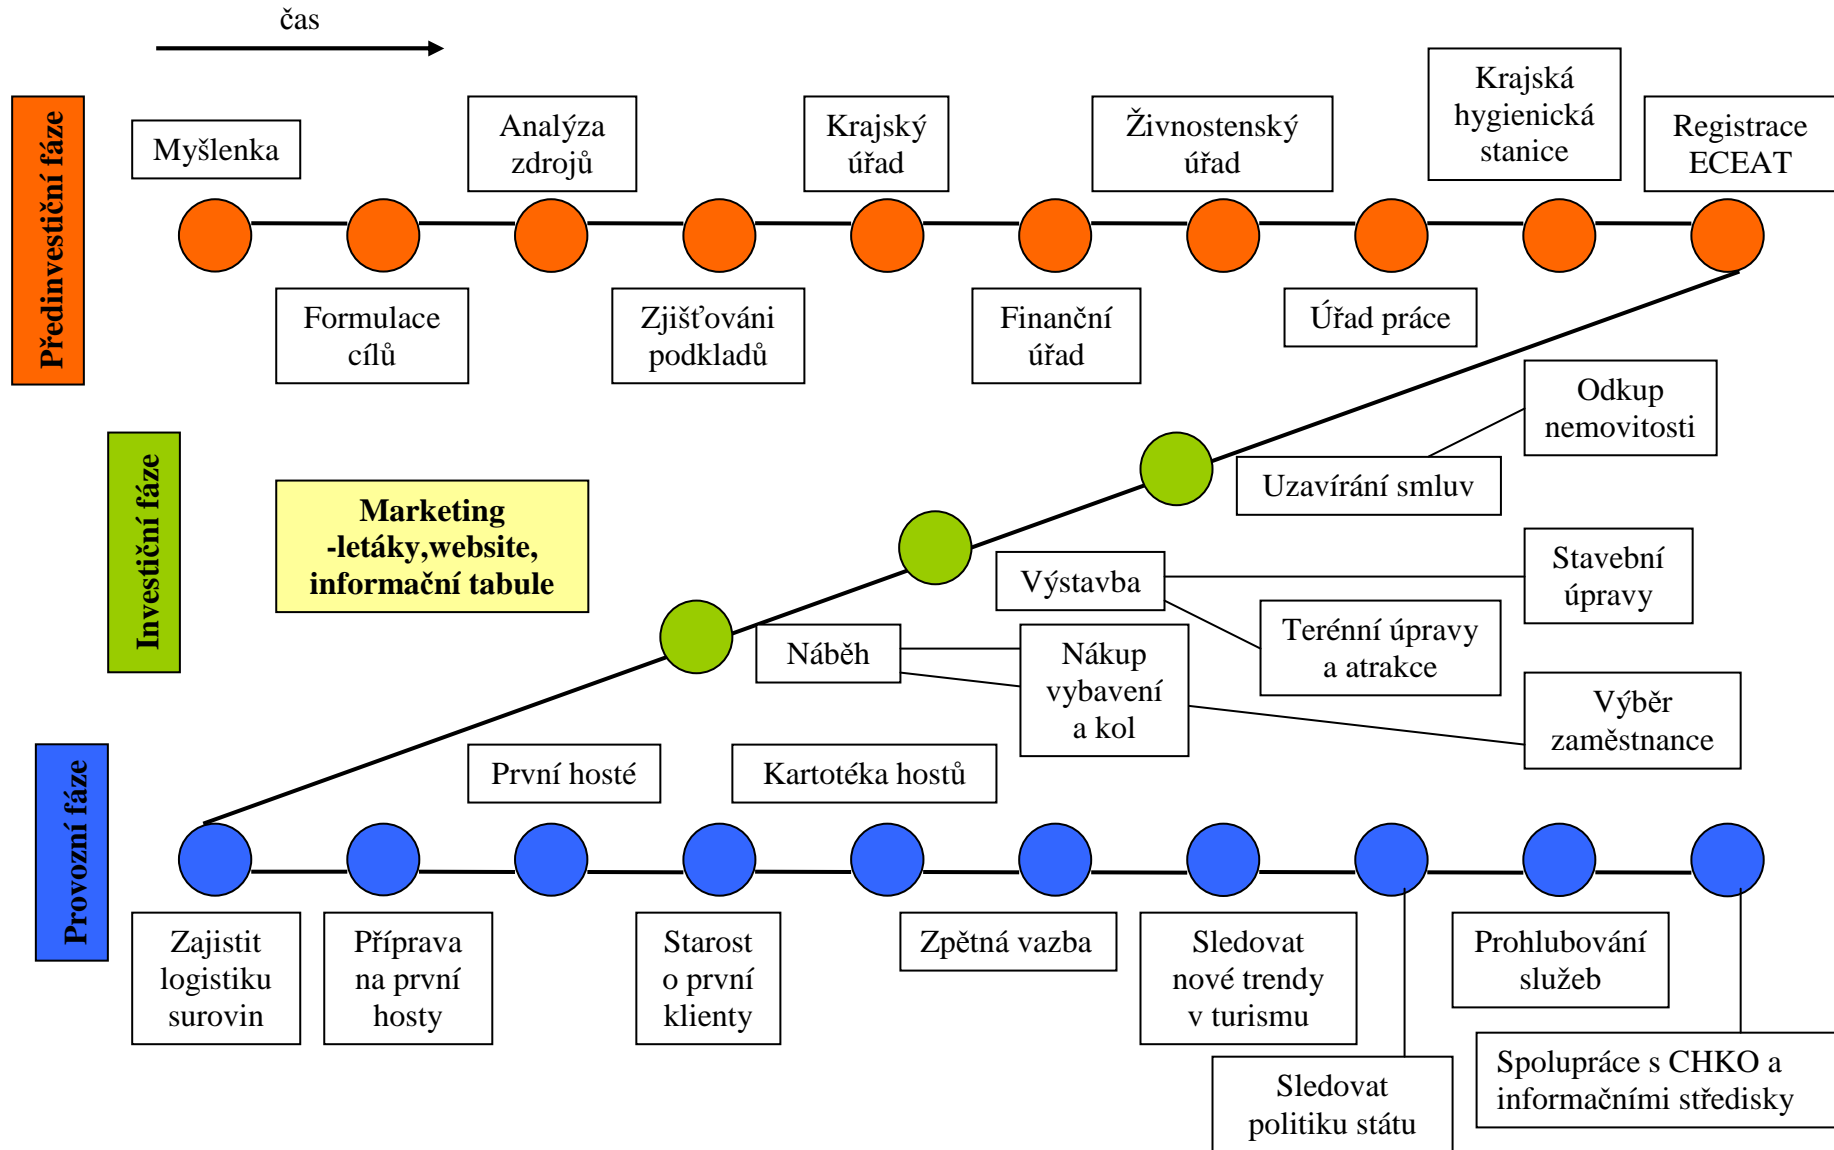 čas
Předinvestiční fáze
Myšlenka
Analýza
zdrojů
Krajský
úřad
Živnostenský
úřad
Krajská
hygienická
stanice
Registrace
ECEAT
Formulace
cílů
Zjišťováni
podkladů
Finanční
úřad
Úřad práce
Investiční fáze
Marketing
-letáky,website,
informační tabule
Odkup
nemovitosti
Uzavírání smluv
Výstavba
Stavební
úpravy
Terénní úpravy
a atrakce
Náběh
Nákup
vybavení
a kol
Výběr
zaměstnance
Provozní fáze
První hosté
Kartotéka hostů
Zajistit
logistiku
surovin
Příprava
na první
hosty
Starost
o první
klienty
Zpětná vazba
Sledovat
nové trendy
v turismu
Prohlubování
služeb
Sledovat
politiku státu
Spolupráce s CHKO a
informačními středisky